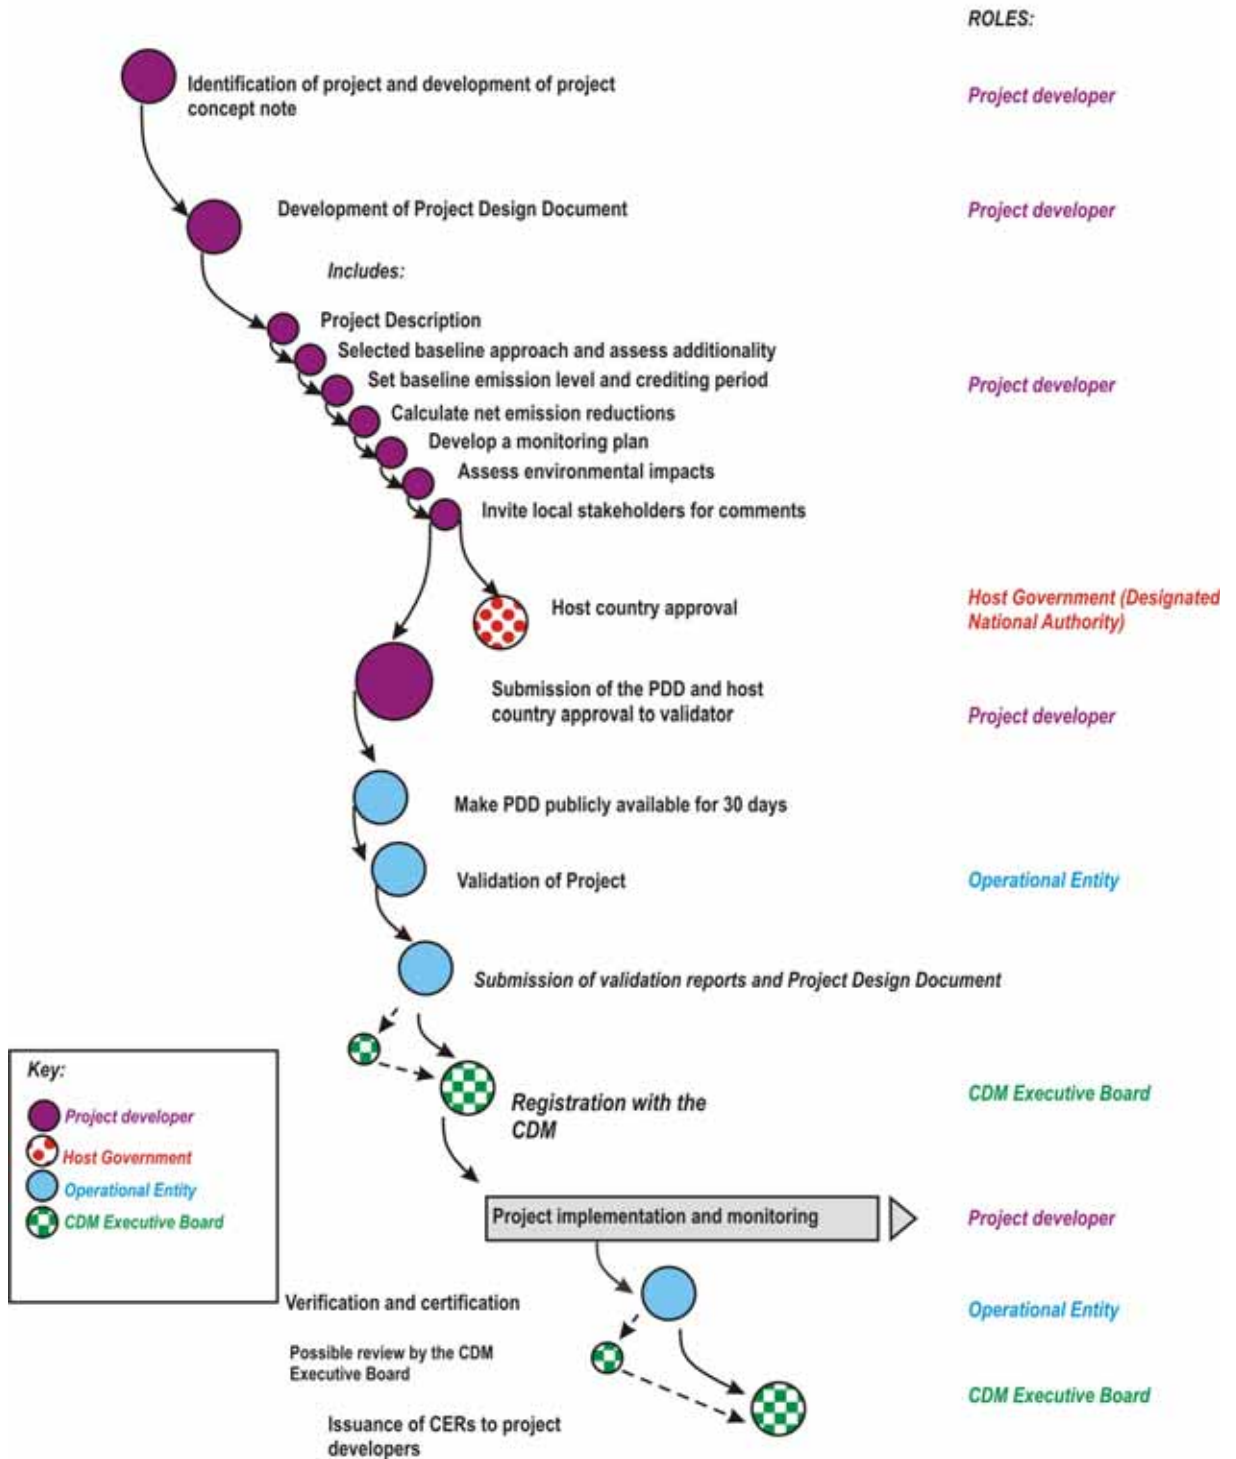 ROLES:
Identification of project and development of project
concept note
Project developer
Development of Project Design Document
Project developer
Includes:
Project Description
Selected baseline approach and assess additionality
Set baseline emission level and crediting period
Project developer
Calculate net emission reductions
Develop a monitoring plan
Assess environmental impacts
Invite local stakeholders for comments
Host country approval
Host Government (Designated
National Authority)
Submission of the PDD and host
country approval to validator
Project developer
Make PDD publicly available for 30 days
Validation of Project
Operational Entity
Submission of validation reports and Project Design Document
Registration with the
CDM
CDM Executive Board
Key:
Project developer
Host Government
Operational Entity
CDM Executive Board
Project implementation and monitoring
Project developer
Verification and certification
Operational Entity
Possible review by the CDM
Executive Board
CDM Executive Board
Issuance of CERs to project
developers